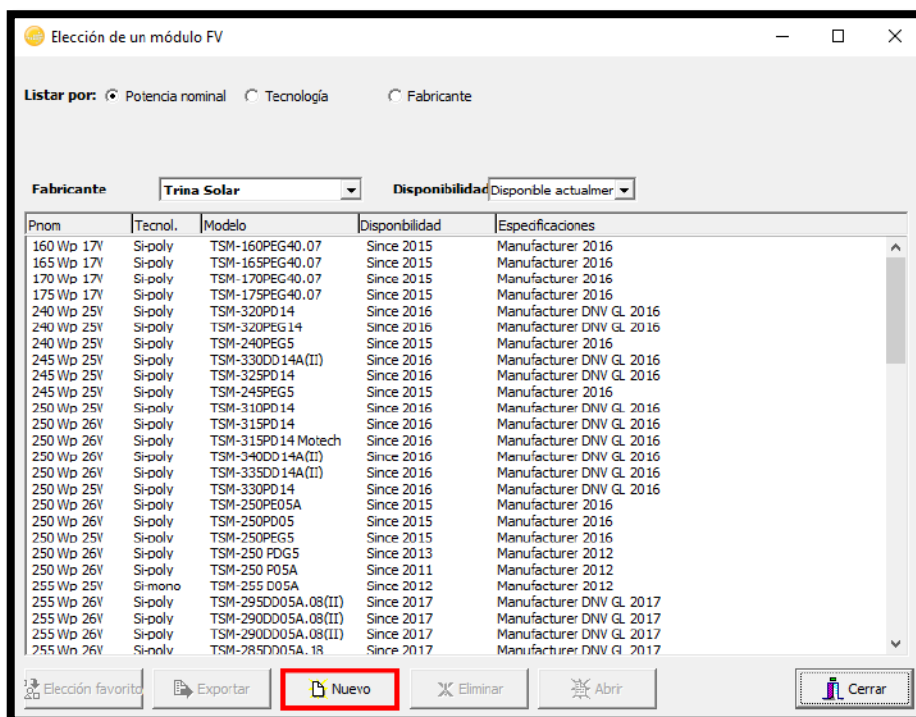 Elección de un módulo FV
Listar por: Potencia nominal Tecnología Fabricante
Fabricante Trina Solar Disponibilidad Disponble actualmer
Pnom Tecnol. Modelo Disponbilidad Especificaciones
160 Wp 17V Si-poly TSM-160PEG40.07 Since 2015 Manufacturer 2016
165 Wp 17V Si-poly TSM-165PEG40.07 Since 2015 Manufacturer 2016
170 Wp 17V Si-poly TSM-170PEG40.07 Since 2015 Manufacturer 2016
175 Wp 17V Si-poly TSM-175PEG40.07 Since 2015 Manufacturer 2016
240 Wp 25V Si-poly TSM-320PD14 Since 2016 Manufacturer DNV GL 2016
240 Wp 25V Si-poly TSM-320PEG14 Since 2016 Manufacturer DNV GL 2016
240 Wp 25V Si-poly TSM-240PEG5 Since 2015 Manufacturer 2016
245 Wp 25V Si-poly TSM-330DD14A(II) Since 2016 Manufacturer DNV GL 2016
245 Wp 25V Si-poly TSM-325PD14 Since 2016 Manufacturer DNV GL 2016
245 Wp 25V Si-poly TSM-245PEG5 Since 2015 Manufacturer 2016
250 Wp 25V Si-poly TSM-310PD14 Since 2016 Manufacturer DNV GL 2016
250 Wp 26V Si-poly TSM-315PD14 Since 2016 Manufacturer DNV GL 2016
250 Wp 26V Si-poly TSM-315PD14 Motech Since 2016 Manufacturer DNV GL 2016
250 Wp 26V Si-poly TSM-340DD14A(II) Since 2016 Manufacturer DNV GL 2016
250 Wp 26V Si-poly TSM-335DD14A(II) Since 2016 Manufacturer DNV GL 2016
250 Wp 25V Si-poly TSM-330PD14 Since 2016 Manufacturer DNV GL 2016
250 Wp 26V Si-poly TSM-250PE05A Since 2015 Manufacturer 2016
250 Wp 26V Si-poly TSM-250PD05 Since 2015 Manufacturer 2016
250 Wp 25V Si-poly TSM-250PEG5 Since 2015 Manufacturer 2016
250 Wp 26V Si-poly TSM-250 PDG5 Since 2013 Manufacturer 2012
250 Wp 26V Si-poly TSM-250 P05A Since 2011 Manufacturer 2012
255 Wp 25V Si-mono TSM-255 D05A Since 2012 Manufacturer 2012
255 Wp 26V Si-poly TSM-295DD05A.08(II) Since 2017 Manufacturer DNV GL 2017
255 Wp 26V Si-poly TSM-290DD05A.08(II) Since 2017 Manufacturer DNV GL 2017
255 Wp 26V Si-poly TSM-290DD05A.08(II) Since 2017 Manufacturer DNV GL 2017
255 Wp 26V Si-poly TSM-285DD05A.18 Since 2017 Manufacturer DNV GL 2017
Elección favorito Exportar Nuevo Eliminar Abrir Cerrar